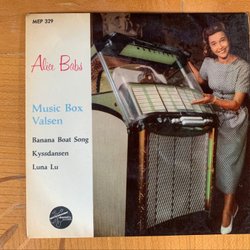 MEP 329
Alice Babs
Music Box
Valsen
Banana Boat Song
Kyssdansen
Luna Lu